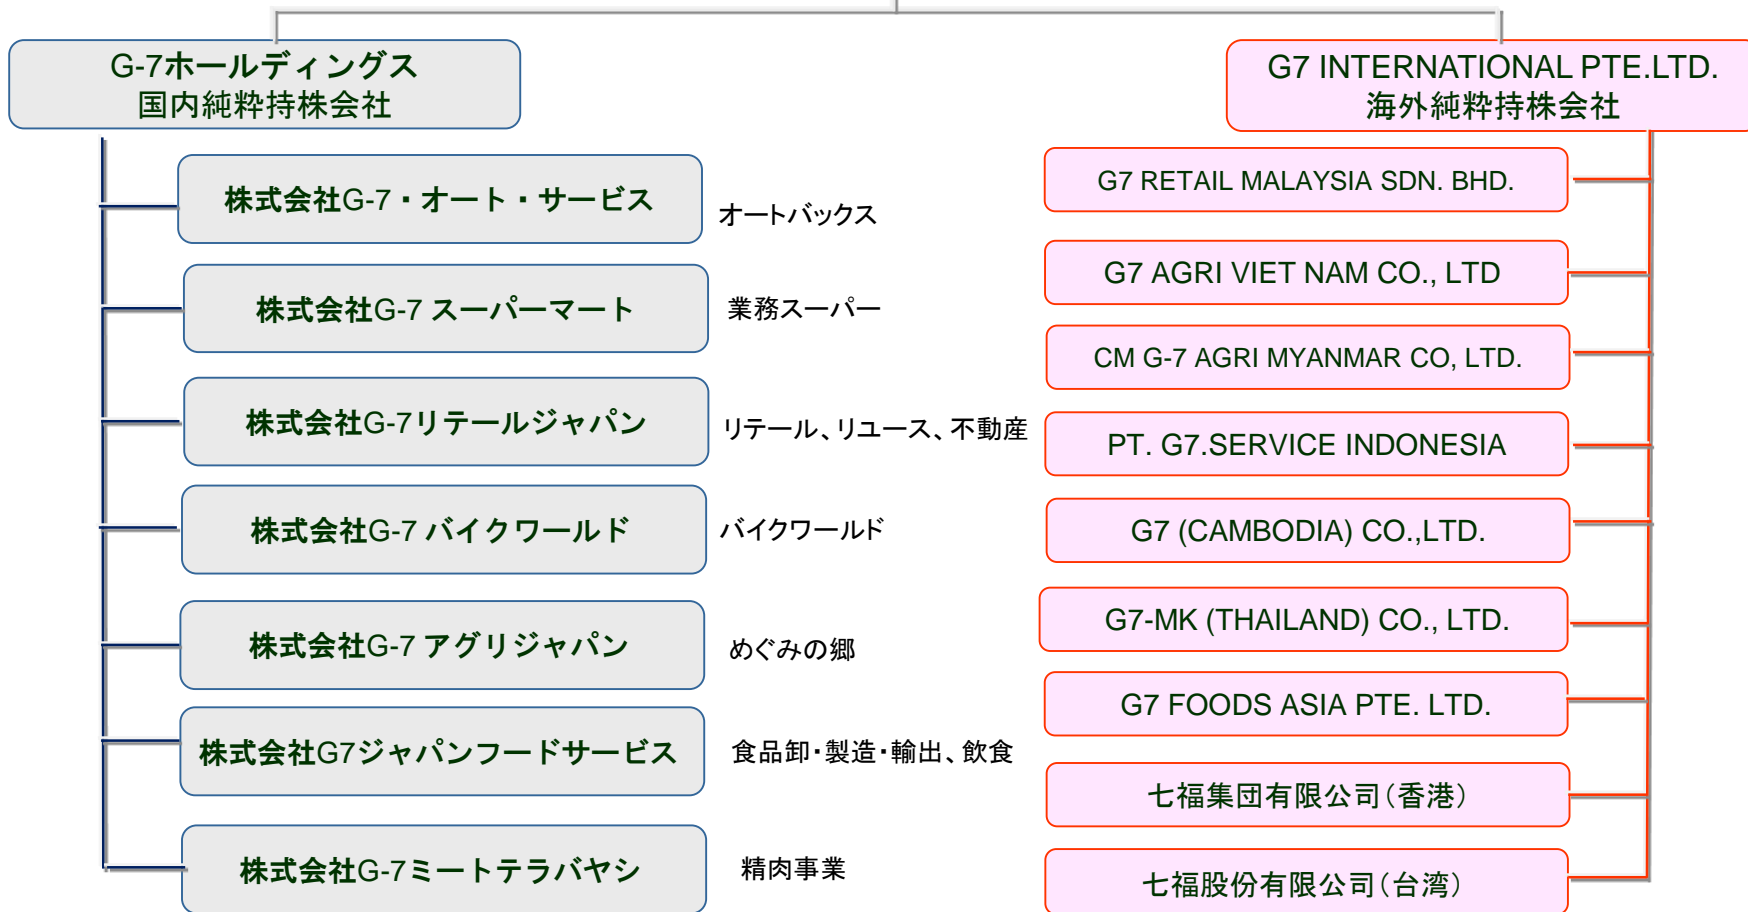 G-7ホールディングス
国内純粋持株会社
株式会社G-7・オート・サービス
オートバックス
株式会社G-7 スーパーマート
業務スーパー
株式会社G-7リテールジャパン
リテール、リユース、不動産
株式会社G-7 バイクワールド
バイクワールド
株式会社G-7 アグリジャパン
めぐみの郷
株式会社G7ジャパンフードサービス
食品卸・製造・輸出、飲食
株式会社G-7ミートテラバヤシ
精肉事業
G7 INTERNATIONAL PTE.LTD.
海外純粋持株会社
G7 RETAIL MALAYSIA SDN. BHD.
G7 AGRI VIET NAM CO., LTD
CM G-7 AGRI MYANMAR CO, LTD.
PT. G7.SERVICE INDONESIA
G7 (CAMBODIA) CO.,LTD.
G7-MK (THAILAND) CO., LTD.
G7 FOODS ASIA PTE. LTD.
七福集団有限公司(香港)
七福股份有限公司(台湾)